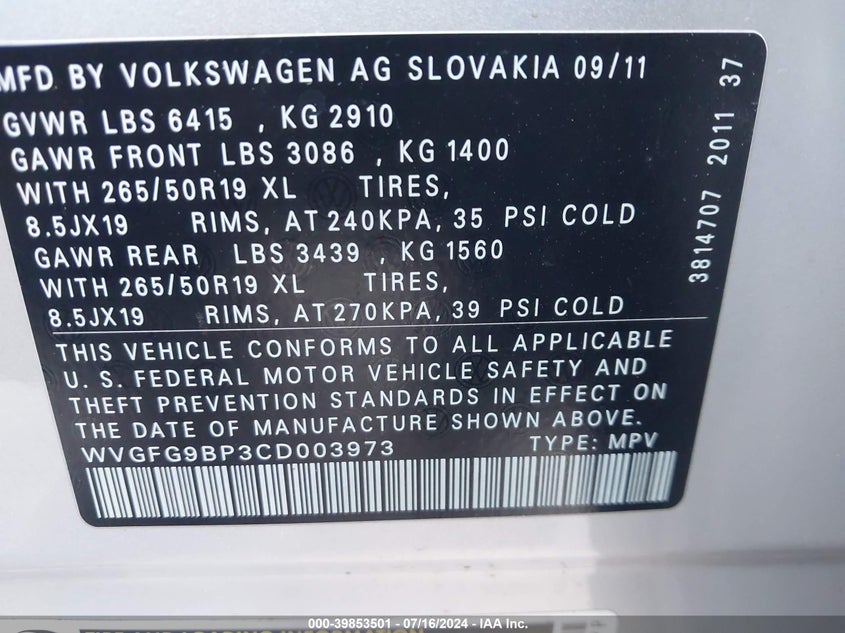 MFD BY VOLKSWAGEN AG SLOVAKIA 09/11
GVWR LBS 6415 , KG 2910
GAWR FRONT LBS 3086 , KG 1400
WITH 265/50R19 XL TIRES,
8.5JX19 RIMS, AT 240KPA, 35 PSI COLD
GAWR REAR LBS 3439 , KG 1560
WITH 265/50R19 XL TIRES,
8.5JX19 RIMS, AT 270KPA, 39 PSI COLD
THIS VEHICLE CONFORMS TO ALL APPLICABLE
U. S. FEDERAL MOTOR VEHICLE SAFETY AND
THEFT PREVENTION STANDARDS IN EFFECT ON
THE DATE OF MANUFACTURE SHOWN ABOVE.
WVGFG9BP3CD003973 TYPE: MPV
3814707 2011 37
TIRE AND LOADING INFORMATION
000-39853501 - 07/16/2024 - IAA Inc.